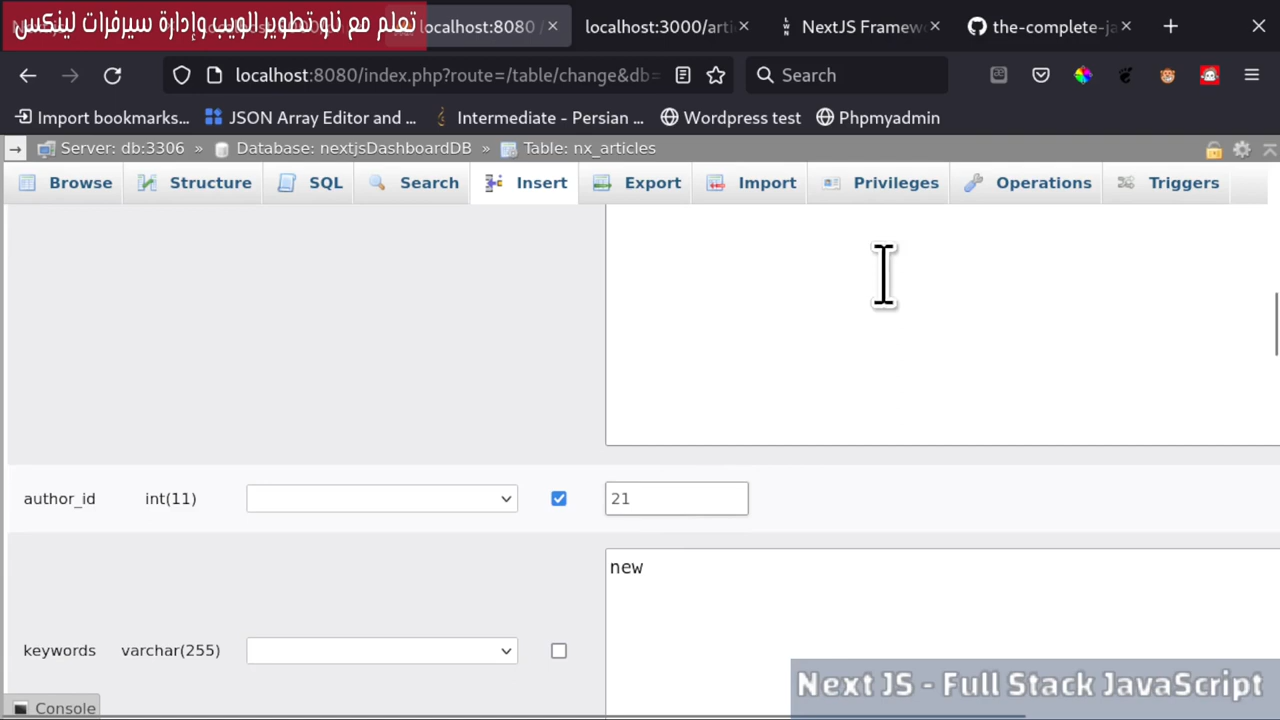 تعلم مع ناو تطوير الويب وإدارة سيرفرات لينكس
localhost:8080 /
localhost:3000/arti
NextJS Framew
the-complete-ja
localhost:8080/index.php?route=/table/change&db=
Search
Import bookmarks...
JSON Array Editor and ...
Intermediate - Persian ...
Wordpress test
Phpmyadmin
Server: db:3306 » Database: nextjsDashboardDB » Table: nx_articles
Browse
Structure
SQL
Search
Insert
Export
Import
Privileges
Operations
Triggers
author_id int(11) 21
new
keywords varchar(255)
Next JS - Full Stack JavaScript
Console